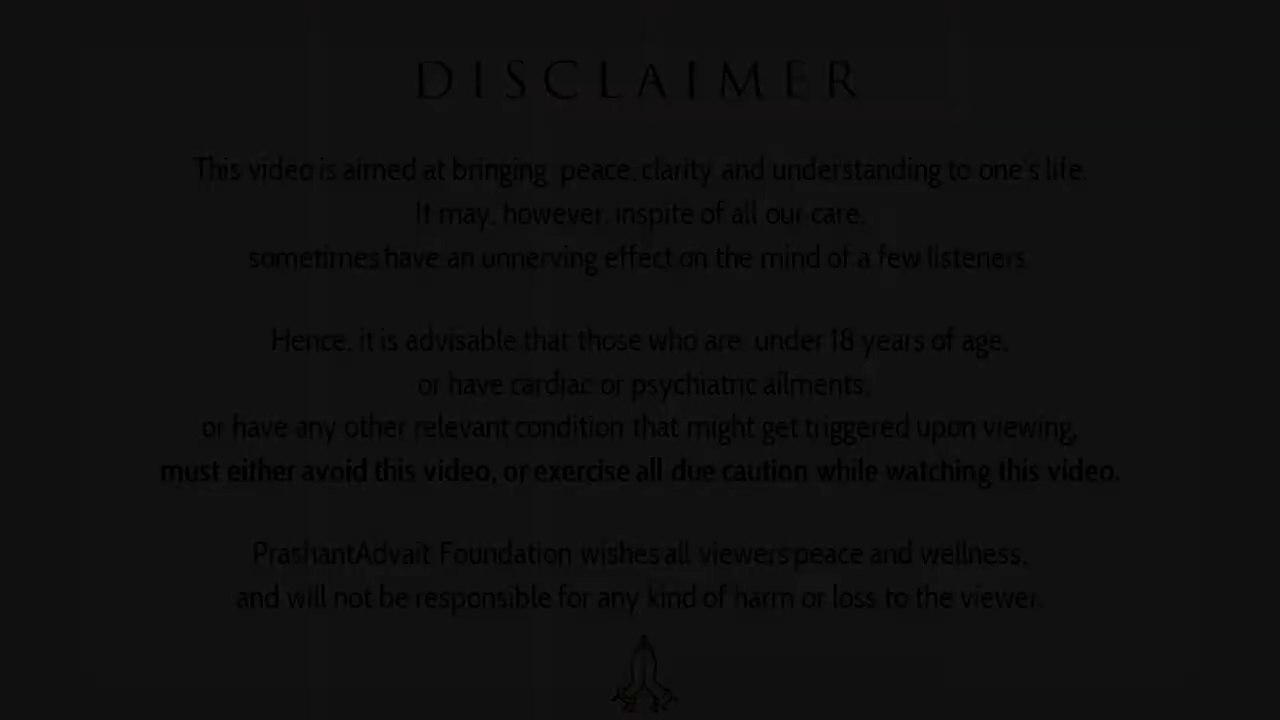 DISCLAIMER
This video is aimed at bringing peace, clarity and understanding to one's life.
It may, however, inspite of all our care,
sometimes have an unnerving effect on the mind of a few listeners.
Hence, it is advisable that those who are under 18 years of age,
or have cardiac or psychiatric ailments,
or have any other relevant condition that might get triggered upon viewing,
must either avoid this video, or exercise all due caution while watching this video.
PrashantAdvait Foundation wishes all viewers peace and wellness,
and will not be responsible for any kind of harm or loss to the viewer.